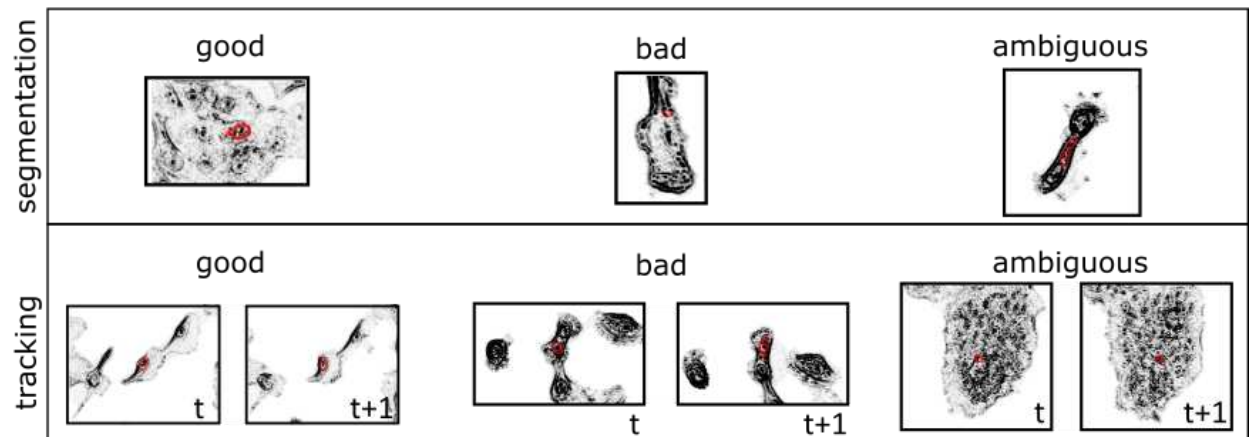 segmentation
good
bad
ambiguous
tracking
good
bad
ambiguous
t
t+1
t
t+1
t
t+1